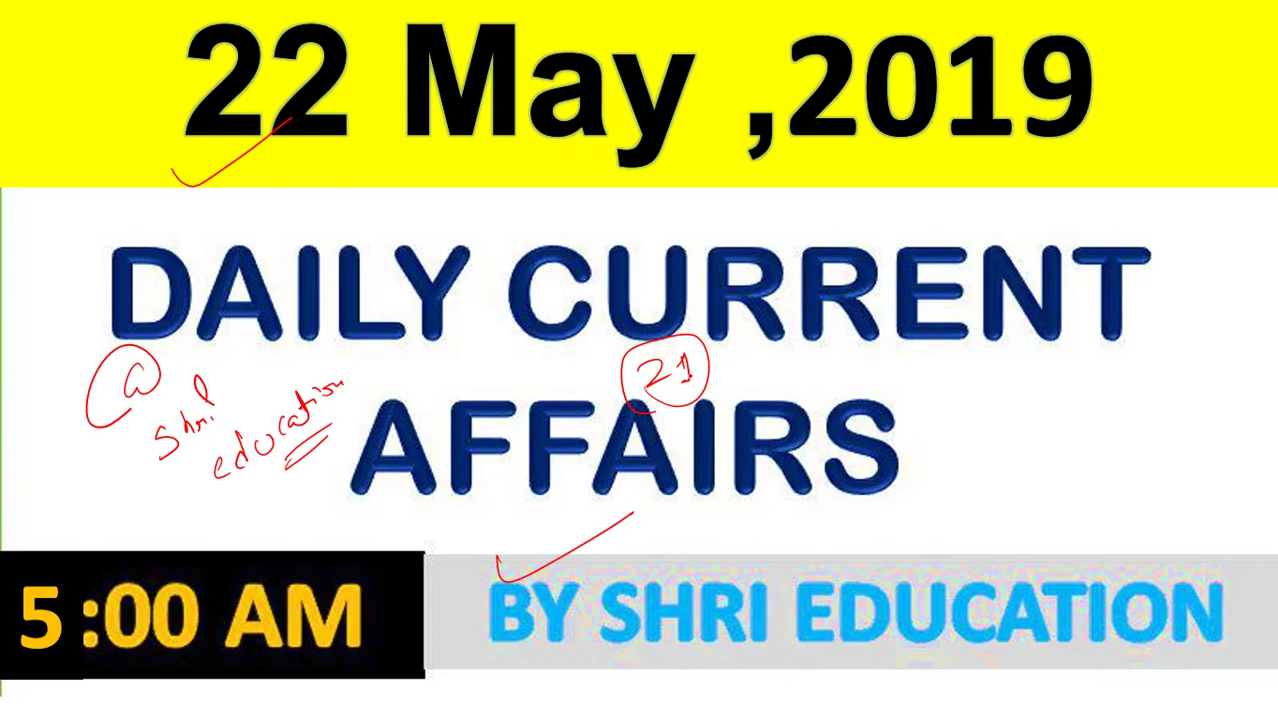 22 May ,2019
DAILY CURRENT
@
21
shri
education
AFFAIRS
5 :00 AM
BY SHRI EDUCATION